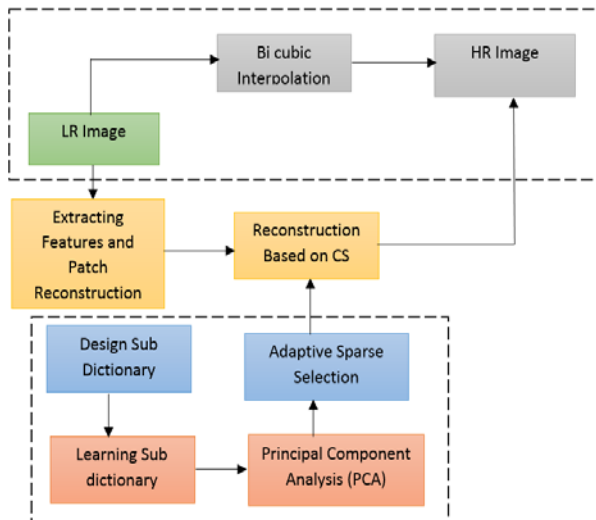 Bi cubic
Interpolation
HR Image
LR Image
Extracting
Features and
Patch
Reconstruction
Reconstruction
Based on CS
Design Sub
Dictionary
Adaptive Sparse
Selection
Learning Sub
dictionary
Principal Component
Analysis (PCA)